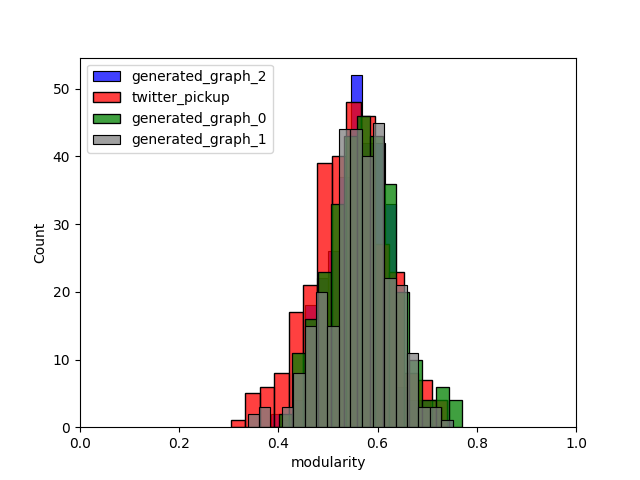 generated_graph_2
twitter_pickup
generated_graph_0
generated_graph_1
50
40
30
20
10
0
Count
0.0 0.2 0.4 0.6 0.8 1.0
modularity